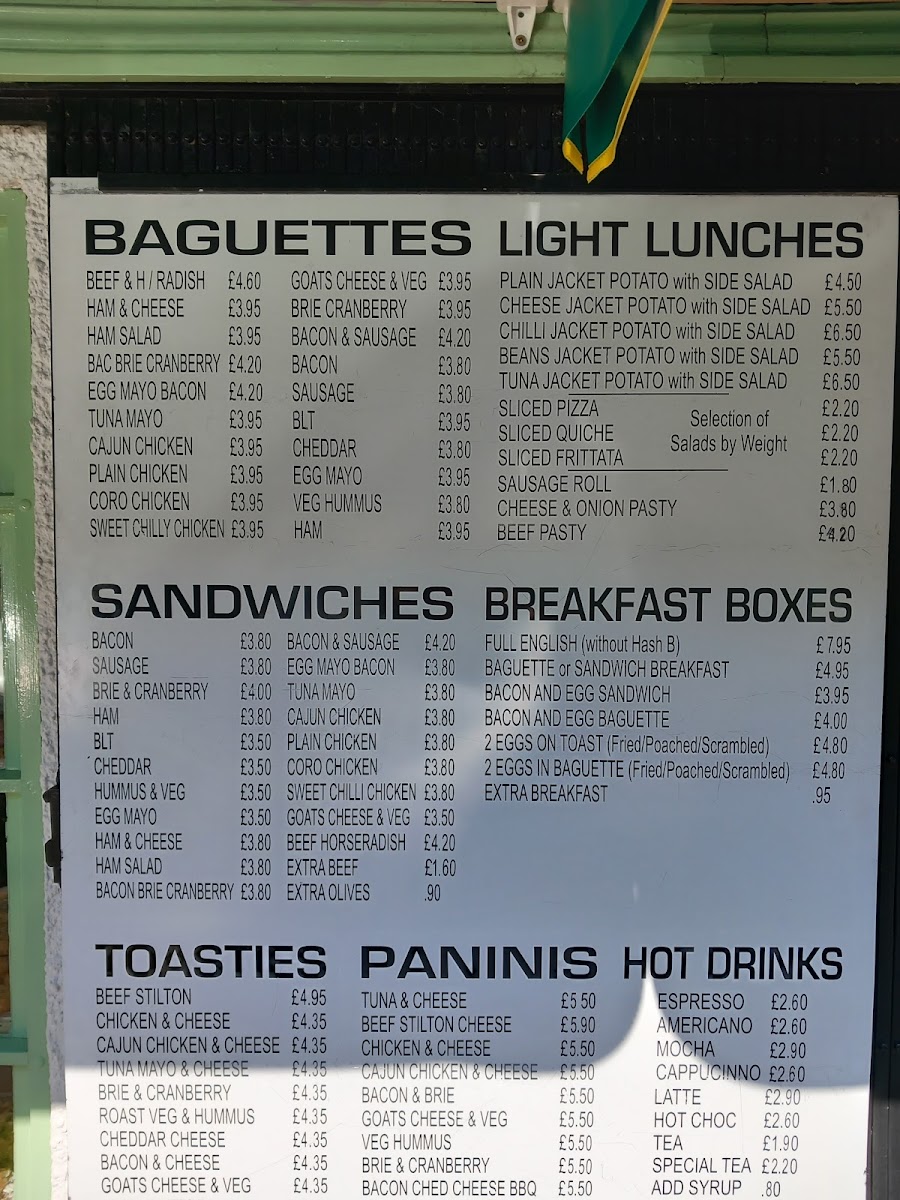 BAGUETTES
BEEF & H / RADISH £4.60
HAM & CHEESE £3.95
HAM SALAD £3.95
BAC BRIE CRANBERRY £4.20
EGG MAYO BACON £4.20
TUNA MAYO £3.95
CAJUN CHICKEN £3.95
PLAIN CHICKEN £3.95
CORO CHICKEN £3.95
SWEET CHILLY CHICKEN £3.95
GOATS CHEESE & VEG £3.95
BRIE CRANBERRY £3.95
BACON & SAUSAGE £4.20
BACON £3.80
SAUSAGE £3.80
BLT £3.95
CHEDDAR £3.80
EGG MAYO £3.95
VEG HUMMUS £3.80
HAM £3.95
LIGHT LUNCHES
PLAIN JACKET POTATO with SIDE SALAD £4.50
CHEESE JACKET POTATO with SIDE SALAD £5.50
CHILLI JACKET POTATO with SIDE SALAD £6.50
BEANS JACKET POTATO with SIDE SALAD £5.50
TUNA JACKET POTATO with SIDE SALAD £6.50
SLICED PIZZA £2.20
SLICED QUICHE £2.20
SLICED FRITTATA £2.20
Selection of
Salads by Weight
SAUSAGE ROLL £1.80
CHEESE & ONION PASTY £3.80
BEEF PASTY £4.20
SANDWICHES
BACON £3.80
SAUSAGE £3.80
BRIE & CRANBERRY £4.00
HAM £3.80
BLT £3.50
CHEDDAR £3.50
HUMMUS & VEG £3.50
EGG MAYO £3.50
HAM & CHEESE £3.80
HAM SALAD £3.80
BACON BRIE CRANBERRY £3.80
BACON & SAUSAGE £4.20
EGG MAYO BACON £3.80
TUNA MAYO £3.80
CAJUN CHICKEN £3.80
PLAIN CHICKEN £3.80
CORO CHICKEN £3.80
SWEET CHILLI CHICKEN £3.80
GOATS CHEESE & VEG £3.50
BEEF HORSERADISH £4.20
EXTRA BEEF £1.60
EXTRA OLIVES .90
BREAKFAST BOXES
FULL ENGLISH (without Hash B) £7.95
BAGUETTE or SANDWICH BREAKFAST £4.95
BACON AND EGG SANDWICH £3.95
BACON AND EGG BAGUETTE £4.00
2 EGGS ON TOAST (Fried/Poached/Scrambled) £4.80
2 EGGS IN BAGUETTE (Fried/Poached/Scrambled) £4.80
EXTRA BREAKFAST .95
TOASTIES
BEEF STILTON £4.95
CHICKEN & CHEESE £4.35
CAJUN CHICKEN & CHEESE £4.35
TUNA MAYO & CHEESE £4.35
BRIE & CRANBERRY £4.35
ROAST VEG & HUMMUS £4.35
CHEDDAR CHEESE £4.35
BACON & CHEESE £4.35
GOATS CHEESE & VEG £4.35
PANINIS
TUNA & CHEESE £5.50
BEEF STILTON CHEESE £5.90
CHICKEN & CHEESE £5.50
CAJUN CHICKEN & CHEESE £5.50
BACON & BRIE £5.50
GOATS CHEESE & VEG £5.50
VEG HUMMUS £5.50
BRIE & CRANBERRY £5.50
BACON CHED CHEESE BBQ £5.50
HOT DRINKS
ESPRESSO £2.60
AMERICANO £2.60
MOCHA £2.90
CAPPUCINNO £2.60
LATTE £2.90
HOT CHOC £2.60
TEA £1.90
SPECIAL TEA £2.20
ADD SYRUP .80